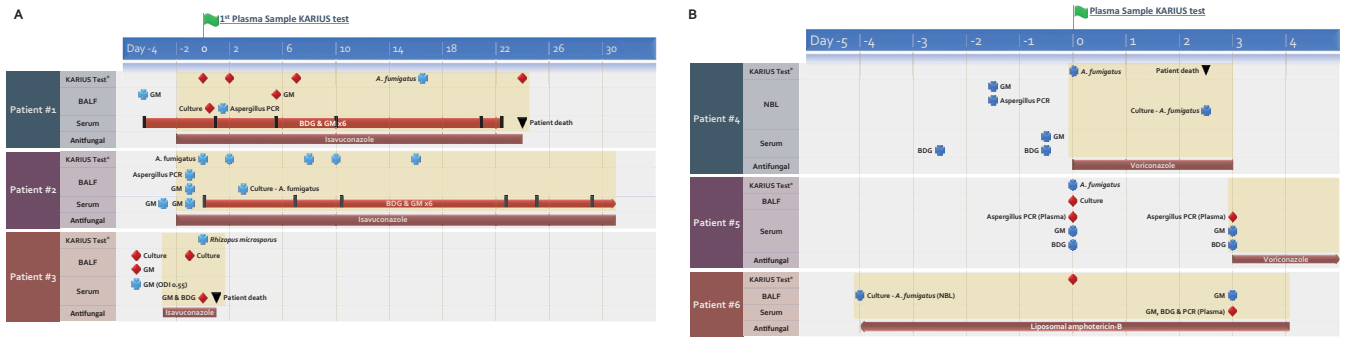 A
1st Plasma Sample KARIUS test
Day -4 -2 0 2 6 10 14 18 22 26 30
Patient #1
KARIUS Test*
A. fumigatus
BALF
GM
GM
Culture
Aspergillus PCR
Serum
BDG & GM x6
Patient death
Antifungal
Isavuconazole
Patient #2
KARIUS Test*
A. fumigatus
BALF
Aspergillus PCR
GM
Culture - A. fumigatus
Serum
GM
GM
BDG & GM x6
Antifungal
Isavuconazole
Patient #3
KARIUS Test*
Rhizopus microsporus
BALF
Culture
Culture
GM
Serum
GM (ODI 0.55)
GM & BDG
Patient death
Antifungal
Isavuconazole
B
Plasma Sample KARIUS test
Day -5 -4 -3 -2 -1 0 1 2 3 4
Patient #4
KARIUS Test*
A. fumigatus
Patient death
NBL
GM
Aspergillus PCR
Culture - A. fumigatus
Serum
GM
BDG
BDG
Antifungal
Voriconazole
Patient #5
KARIUS Test*
A. fumigatus
BALF
Culture
Serum
Aspergillus PCR (Plasma)
Aspergillus PCR (Plasma)
GM
GM
BDG
BDG
Antifungal
Voriconazole
Patient #6
KARIUS Test*
BALF
Culture - A. fumigatus (NBL)
GM
Serum
GM, BDG & PCR (Plasma)
Antifungal
Liposomal amphotericin-B